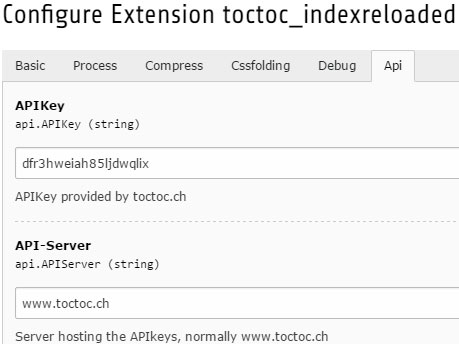 Configure Extension toctoc_indexreloaded
Basic Process Compress Cssfolding Debug Api
APIKey
api.APIKey (string)
dfr3hweiah85ljdwqlix
APIKey provided by toctoc.ch
API-Server
api.APIServer (string)
www.toctoc.ch
Server hosting the APIkeys, normally www.toctoc.ch